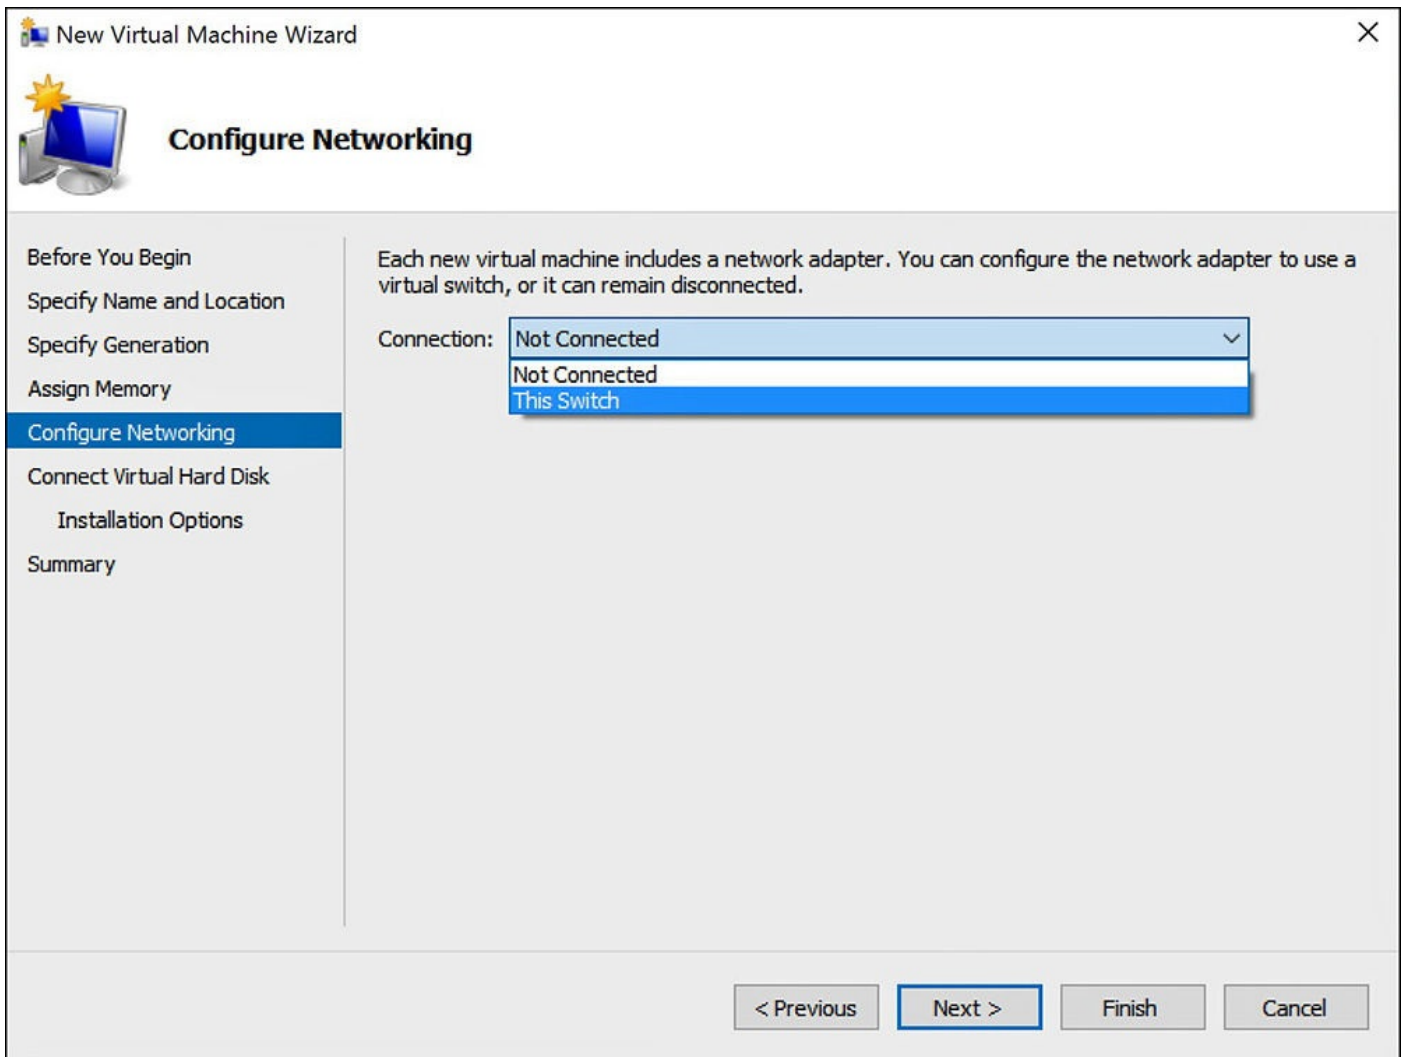 New Virtual Machine Wizard
Configure Networking
Before You Begin
Specify Name and Location
Specify Generation
Assign Memory
Configure Networking
Connect Virtual Hard Disk
Installation Options
Summary
Each new virtual machine includes a network adapter. You can configure the network adapter to use a
virtual switch, or it can remain disconnected.
Connection: Not Connected
Not Connected
This Switch
< Previous Next > Finish Cancel